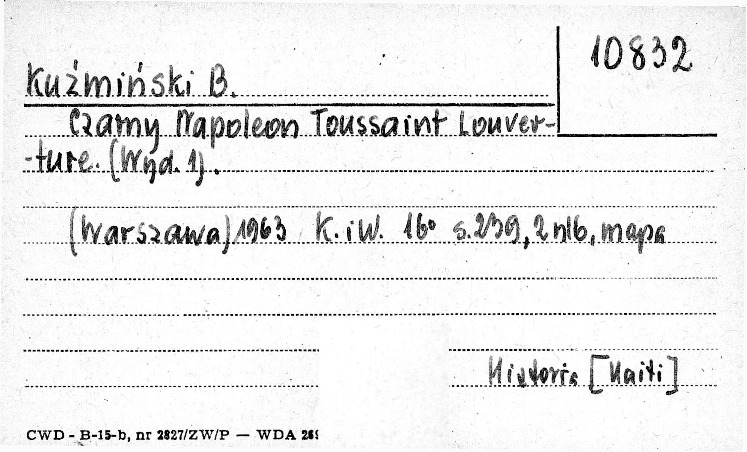 10832
Kuźmiński B.
Czarny Napoleon Toussaint Louver-
-ture. (Wyd. 1).
(Warszawa) 1963 K. i W. 16° s. 239, 2 nlb, mapa
Historia [Haiti]
CWD - B-15-b, nr 2827/ZW/P — WDA 269